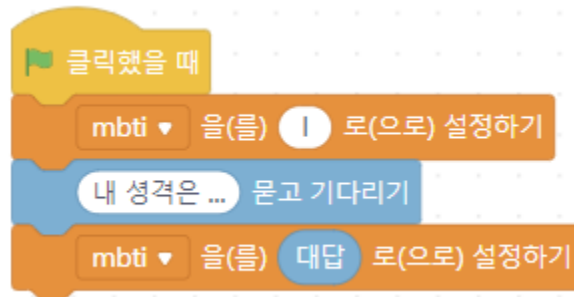 클릭했을 때
mbti 을(를) I 로(으로) 설정하기
내 셩격은 ... 묻고 기다리기
mbti 을(를) 대답 로(으로) 설정하기